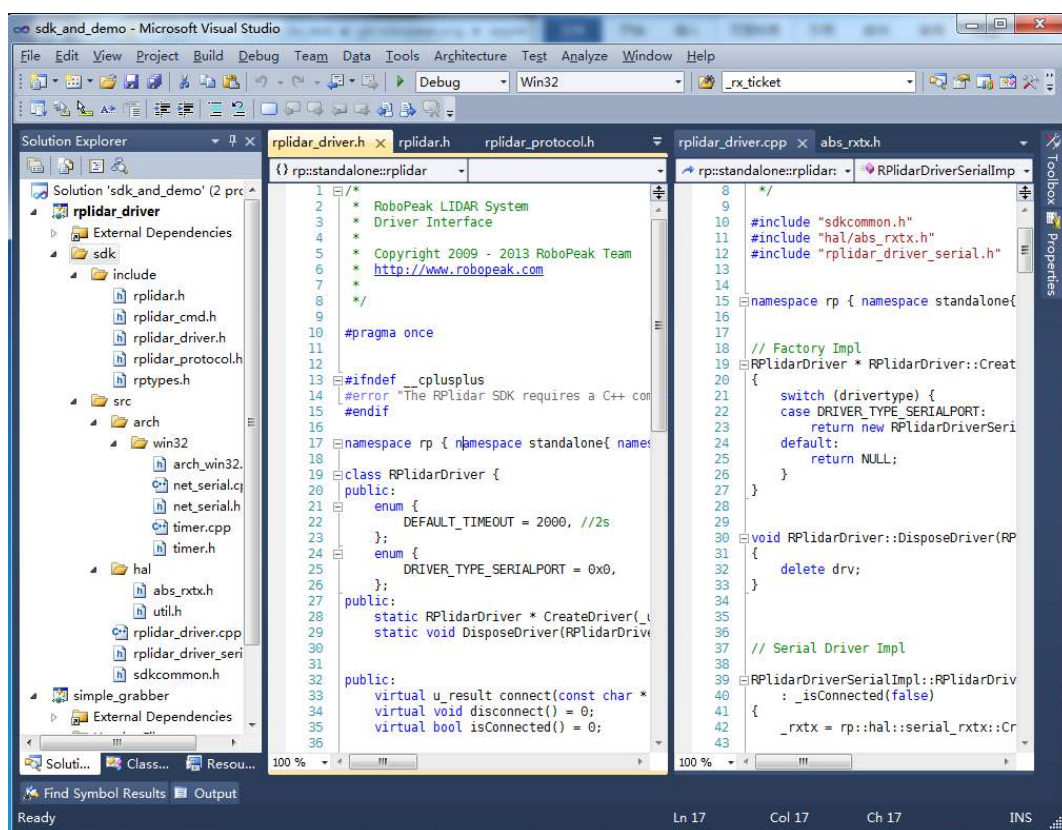 sdk_and_demo - Microsoft Visual Studio
File Edit View Project Build Debug Team Data Tools Architecture Test Analyze Window Help
Debug Win32 _rx_ticket
Solution Explorer
Solution 'sdk_and_demo' (2 prc
rplidar_driver
External Dependencies
sdk
include
rplidar.h
rplidar_cmd.h
rplidar_driver.h
rplidar_protocol.h
rptypes.h
src
arch
win32
arch_win32.
net_serial.cp
net_serial.h
timer.cpp
timer.h
hal
abs_rxtx.h
util.h
rplidar_driver.cpp
rplidar_driver_seri
sdkcommon.h
simple_grabber
External Dependencies
Soluti... Class... Resou...
rplidar_driver.h rplidar.h rplidar_protocol.h
{} rp::standalone::rplidar
1 /*
2 * RoboPeak LIDAR System
3 * Driver Interface
4 *
5 * Copyright 2009 - 2013 RoboPeak Team
6 * http://www.robopeak.com
7 *
8 */
9
10 #pragma once
11
12
13 #ifndef __cplusplus
14 #error "The RPlidar SDK requires a C++ com
15 #endif
16
17 namespace rp { namespace standalone{ names
18
19 class RPlidarDriver {
20 public:
21 enum {
22 DEFAULT_TIMEOUT = 2000, //2s
23 };
24 enum {
25 DRIVER_TYPE_SERIALPORT = 0x0,
26 };
27 public:
28 static RPlidarDriver * CreateDriver(_u
29 static void DisposeDriver(RPlidarDrive
30
31
32 public:
33 virtual u_result connect(const char *
34 virtual void disconnect() = 0;
35 virtual bool isConnected() = 0;
36
100 %
rplidar_driver.cpp abs_rxtx.h
rp::standalone::rplidar: RPlidarDriverSerialImp
8 */
9
10 #include "sdkcommon.h"
11 #include "hal/abs_rxtx.h"
12 #include "rplidar_driver_serial.h"
13
14
15 namespace rp { namespace standalone{
16
17
18 // Factory Impl
19 RPlidarDriver * RPlidarDriver::Creat
20 {
21 switch (drivertype) {
22 case DRIVER_TYPE_SERIALPORT:
23 return new RPlidarDriverSeri
24 default:
25 return NULL;
26 }
27 }
28
29
30 void RPlidarDriver::DisposeDriver(RP
31 {
32 delete drv;
33 }
34
35
36
37 // Serial Driver Impl
38
39 RPlidarDriverSerialImpl::RPlidarDriv
40 : _isConnected(false)
41 {
42 _rxtx = rp::hal::serial_rxtx::Cr
43
100 %
Toolbox
Properties
Find Symbol Results Output
Ready Ln 17 Col 17 Ch 17 INS